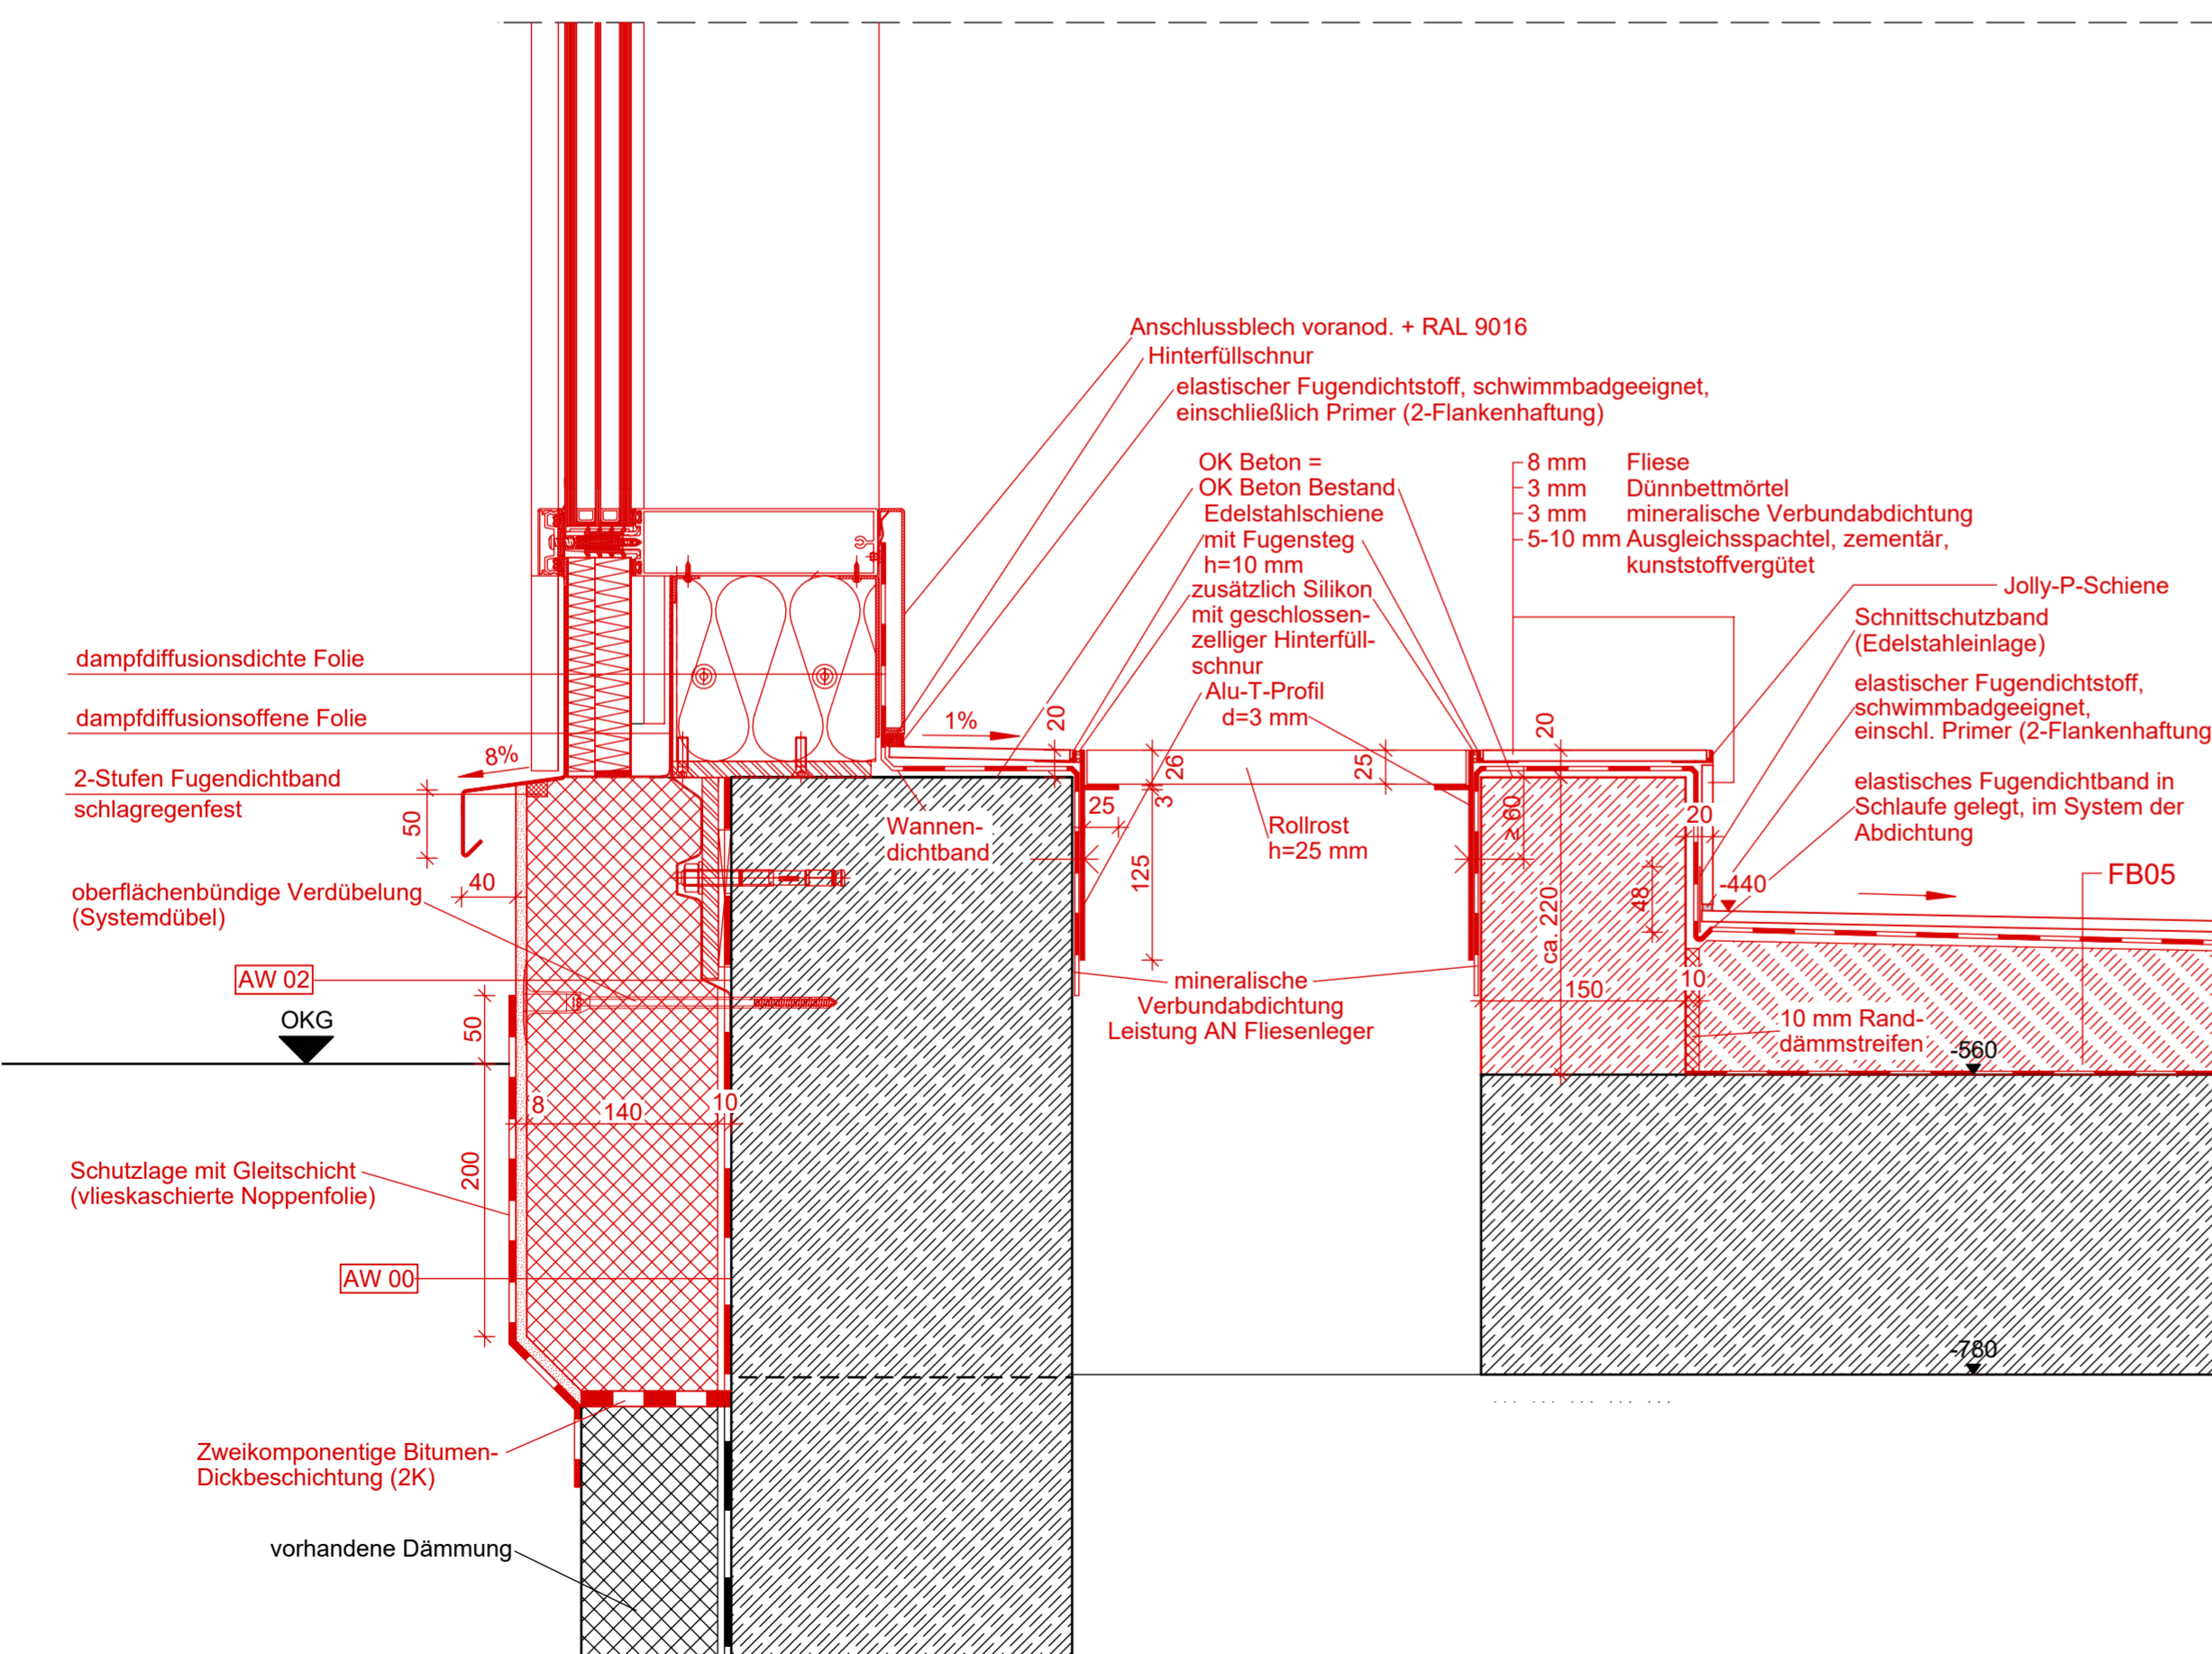 Anschlussblech voranod. + RAL 9016
Hinterfüllschnur
elastischer Fugendichtstoff, schwimmbadgeeignet,
einschließlich Primer (2-Flankenhaftung)
OK Beton =
OK Beton Bestand
Edelstahlschiene
mit Fugensteg
h=10 mm
zusätzlich Silikon
mit geschlossen-
zelliger Hinterfüll-
schnur
Alu-T-Profil
d=3 mm
8 mm Fliese
3 mm Dünnbettmörtel
3 mm mineralische Verbundabdichtung
5-10 mm Ausgleichsspachtel, zementär,
kunststoffvergütet
Jolly-P-Schiene
Schnittschutzband
(Edelstahleinlage)
elastischer Fugendichtstoff,
schwimmbadgeeignet,
einschl. Primer (2-Flankenhaftung
elastisches Fugendichtband in
Schlaufe gelegt, im System der
Abdichtung
FB05
dampfdiffusionsdichte Folie
dampfdiffusionsoffene Folie
8%
2-Stufen Fugendichtband
schlagregenfest
50
40
oberflächenbündige Verdübelung
(Systemdübel)
AW 02
OKG
50
8
140
10
200
Schutzlage mit Gleitschicht
(vlieskaschierte Noppenfolie)
AW 00
Zweikomponentige Bitumen-
Dickbeschichtung (2K)
vorhandene Dämmung
1%
20
26
3
25
125
25
Wannen-
dichtband
Rollrost
h=25 mm
20
≥ 60
20
48
-440
ca. 220
150
10
mineralische
Verbundabdichtung
Leistung AN Fliesenleger
10 mm Rand-
dämmstreifen
-560
-780